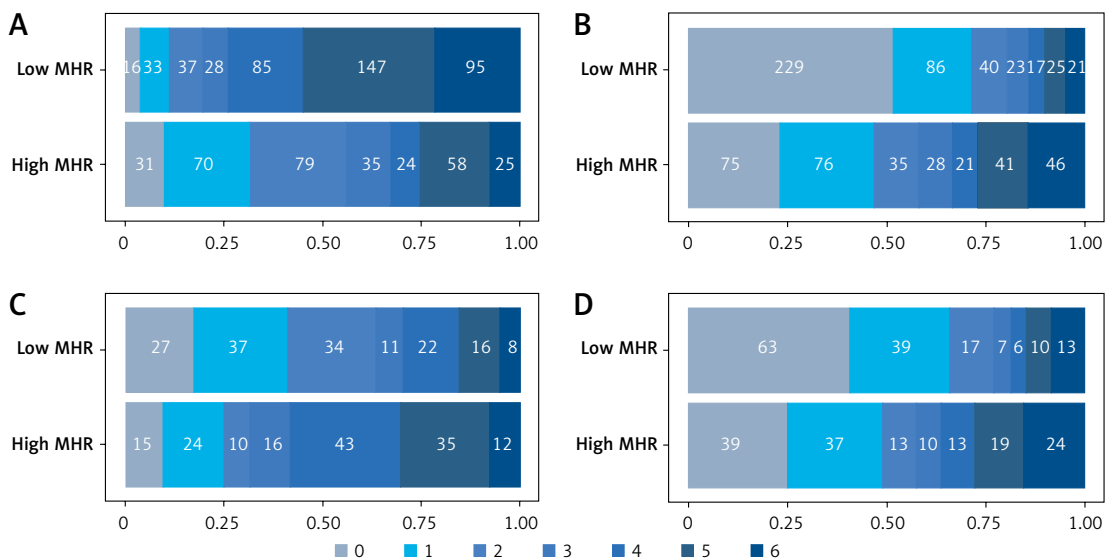 A
Low MHR 16 33 37 28 85 147 95
High MHR 31 70 79 35 24 58 25
0 0.25 0.50 0.75 1.00
B
Low MHR 229 86 40 23 17 25 21
High MHR 75 76 35 28 21 41 46
0 0.25 0.50 0.75 1.00
C
Low MHR 27 37 34 11 22 16 8
High MHR 15 24 10 16 43 35 12
0 0.25 0.50 0.75 1.00
D
Low MHR 63 39 17 7 6 10 13
High MHR 39 37 13 10 13 19 24
0 0.25 0.50 0.75 1.00
0 1 2 3 4 5 6